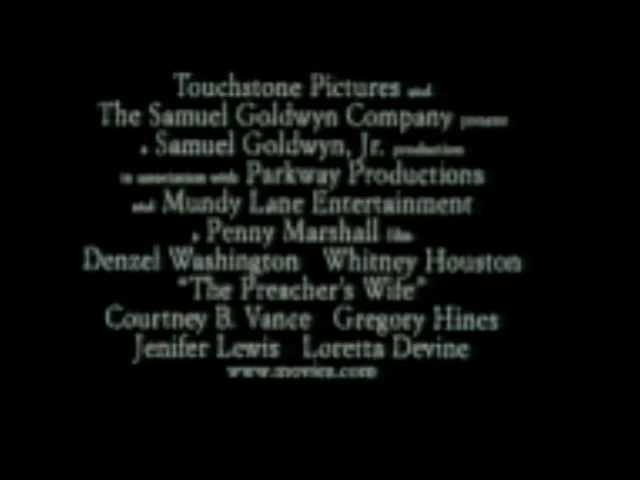 Touchstone Pictures and
The Samuel Goldwyn Company present
a Samuel Goldwyn, Jr. production
in association with Parkway Productions
and Mundy Lane Entertainment
a Penny Marshall film
Denzel Washington Whitney Houston
"The Preacher's Wife"
Courtney B. Vance Gregory Hines
Jenifer Lewis Loretta Devine
www.movies.com